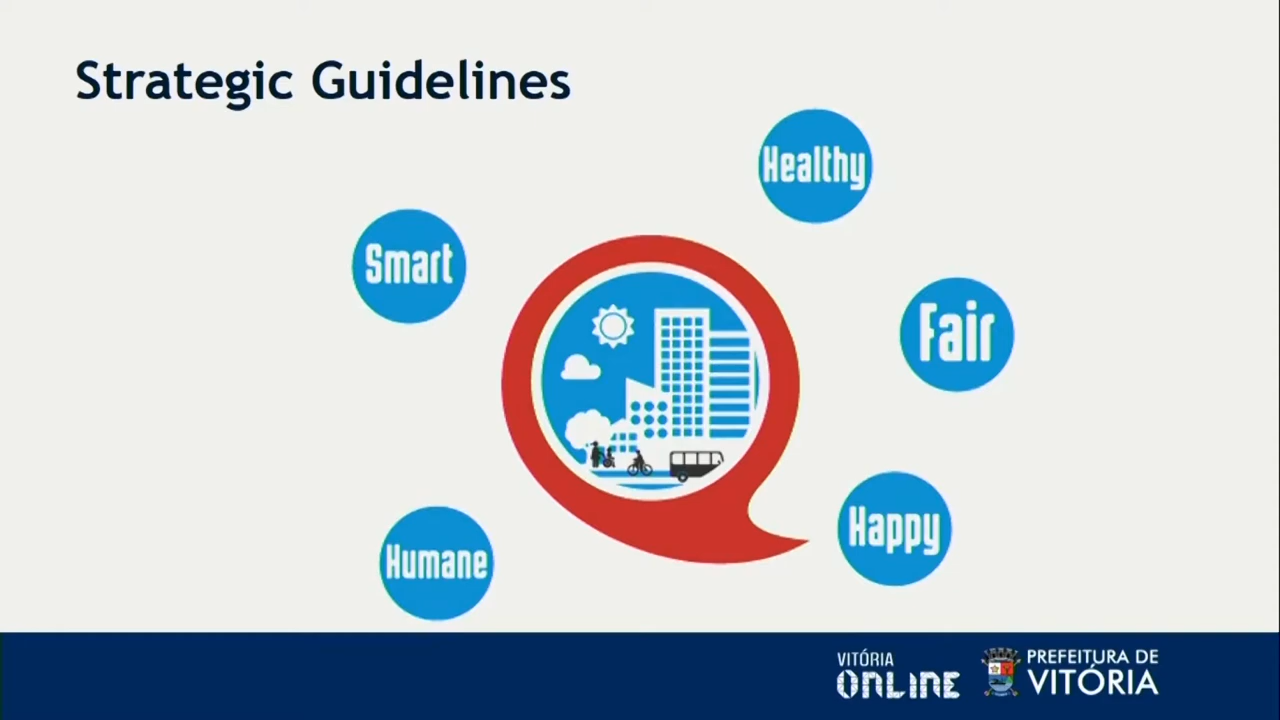 Strategic Guidelines
Healthy
Smart
Fair
Happy
Humane
VITÓRIA
ONLINE
PREFEITURA DE
VITÓRIA